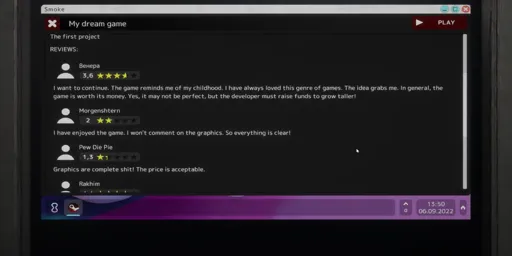 Smoke
My dream game
PLAY
The first project
REVIEWS:
Венера
3,6
I want to continue. The game reminds me of my childhood. I have always loved this genre of games. The idea grabs me. In general, the
game is worth its money. Yes, it may not be perfect, but the developer must raise funds to grow taller!
Morgenshtern
2
I have enjoyed the game. I won't comment on the graphics. So everything is clear!
Pew Die Pie
1,3
Graphics are complete shit! The price is acceptable.
Rakhim
15:50
06.09.2022